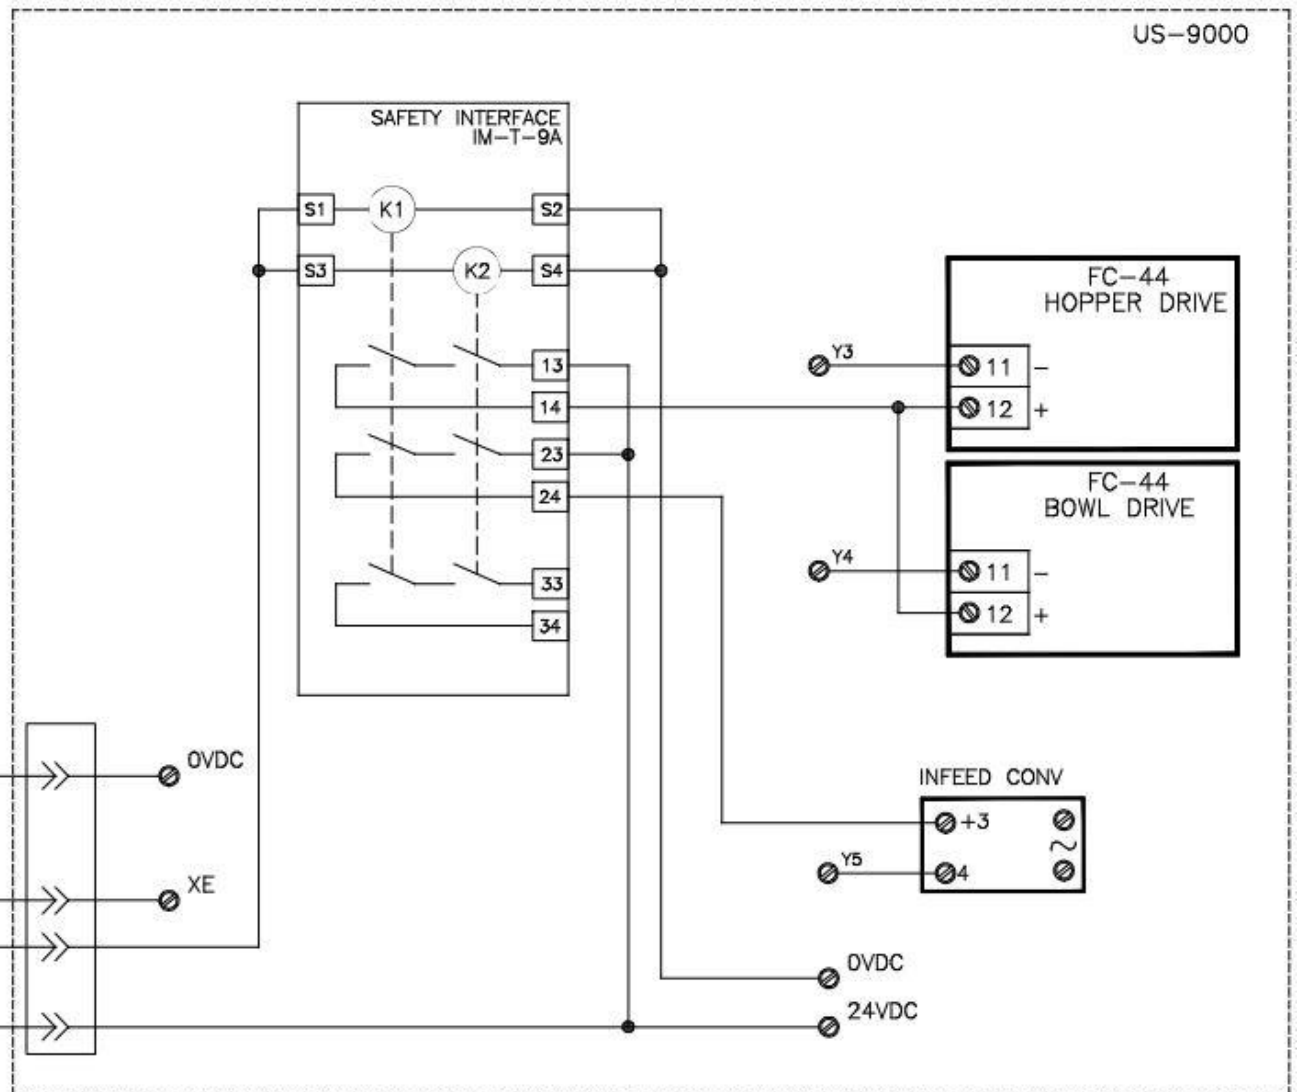 US-9000
SAFETY INTERFACE
IM-T-9A
S1
K1
S2
S3
K2
S4
13
14
23
24
33
34
FC-44
HOPPER DRIVE
Y3
11 -
12 +
FC-44
BOWL DRIVE
Y4
11 -
12 +
0VDC
XE
INFEED CONV
+3
Y5
4
~
0VDC
24VDC